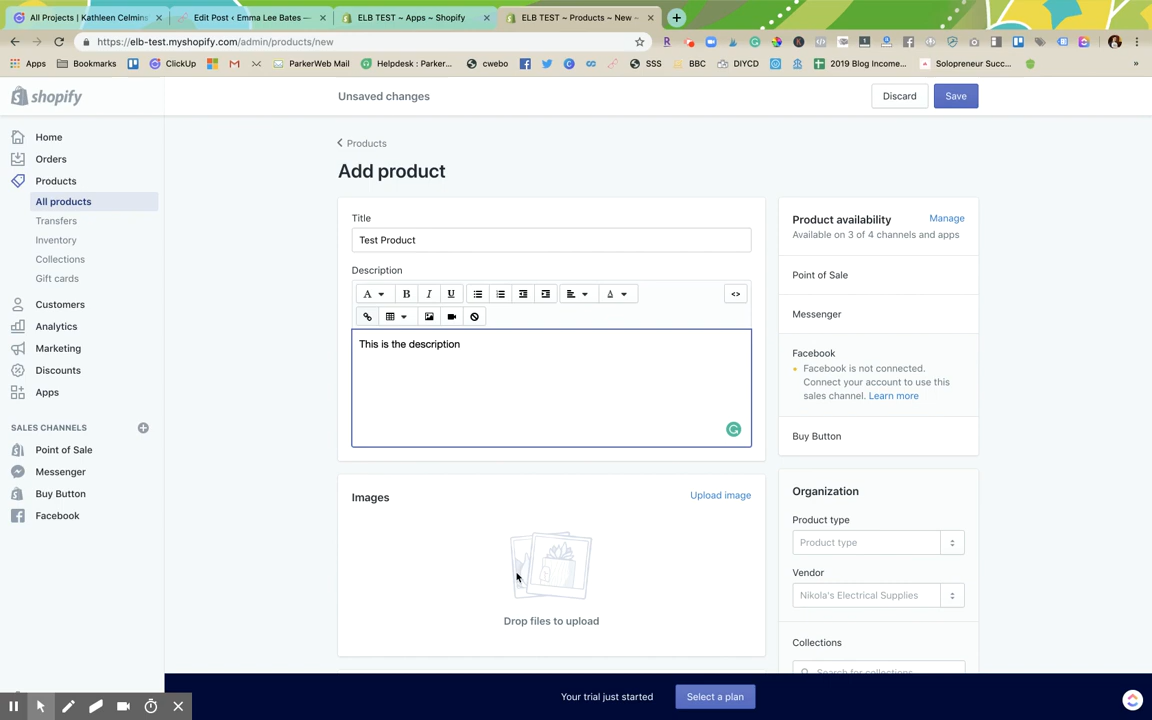 All Projects | Kathleen Celmins
Edit Post ‹ Emma Lee Bates —
ELB TEST ~ Apps ~ Shopify
ELB TEST ~ Products ~ New ~
https://elb-test.myshopify.com/admin/products/new
Apps
Bookmarks
ClickUp
ParkerWeb Mail
Helpdesk : Parker...
cwebo
SSS
BBC
DIYCD
2019 Blog Income...
Solopreneur Succ...
»
shopify
Unsaved changes
Discard
Save
Home
Orders
Products
All products
Transfers
Inventory
Collections
Gift cards
Customers
Analytics
Marketing
Discounts
Apps
SALES CHANNELS
Point of Sale
Messenger
Buy Button
Facebook
Products
Add product
Title
Test Product
Description
A
B
I
U
A
<>
This is the description
Images
Upload image
Drop files to upload
Product availability
Manage
Available on 3 of 4 channels and apps
Point of Sale
Messenger
Facebook
Facebook is not connected.
Connect your account to use this
sales channel. Learn more
Buy Button
Organization
Product type
Product type
Vendor
Nikola's Electrical Supplies
Collections
Search for collections
Your trial just started
Select a plan